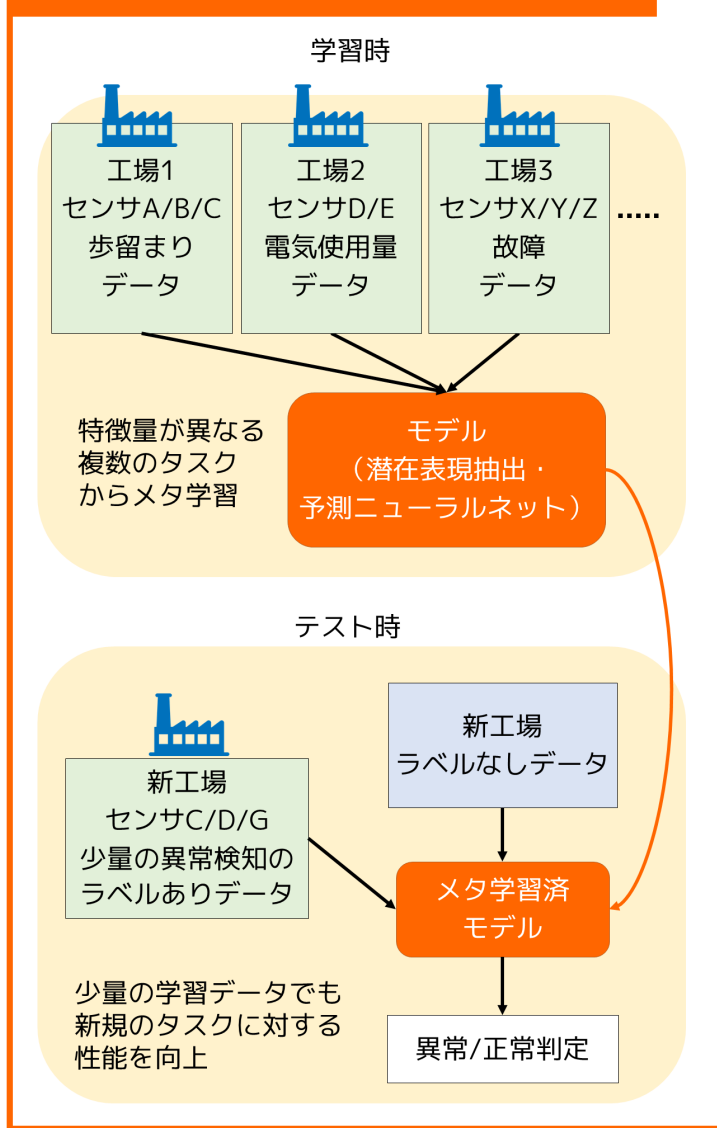 学習時
工場1
センサA/B/C
歩留まり
データ
工場2
センサD/E
電気使用量
データ
工場3
センサX/Y/Z
故障
データ
.....
特徴量が異なる
複数のタスク
からメタ学習
モデル
（潜在表現抽出・
予測ニューラルネット）
テスト時
新工場
センサC/D/G
少量の異常検知の
ラベルありデータ
新工場
ラベルなしデータ
メタ学習済
モデル
少量の学習データでも
新規のタスクに対する
性能を向上
異常/正常判定